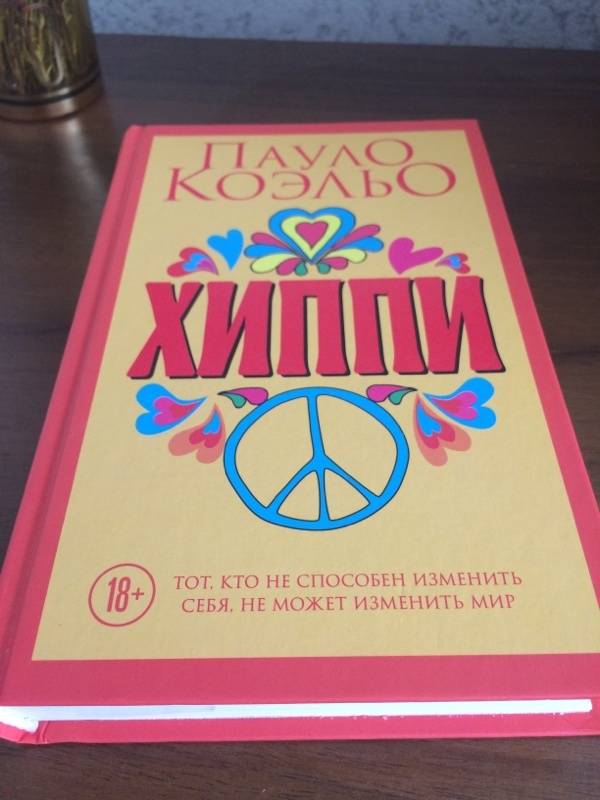 ПАУЛО
КОЭЛЬО
ХИППИ
18+
ТОТ, КТО НЕ СПОСОБЕН ИЗМЕНИТЬ
СЕБЯ, НЕ МОЖЕТ ИЗМЕНИТЬ МИР